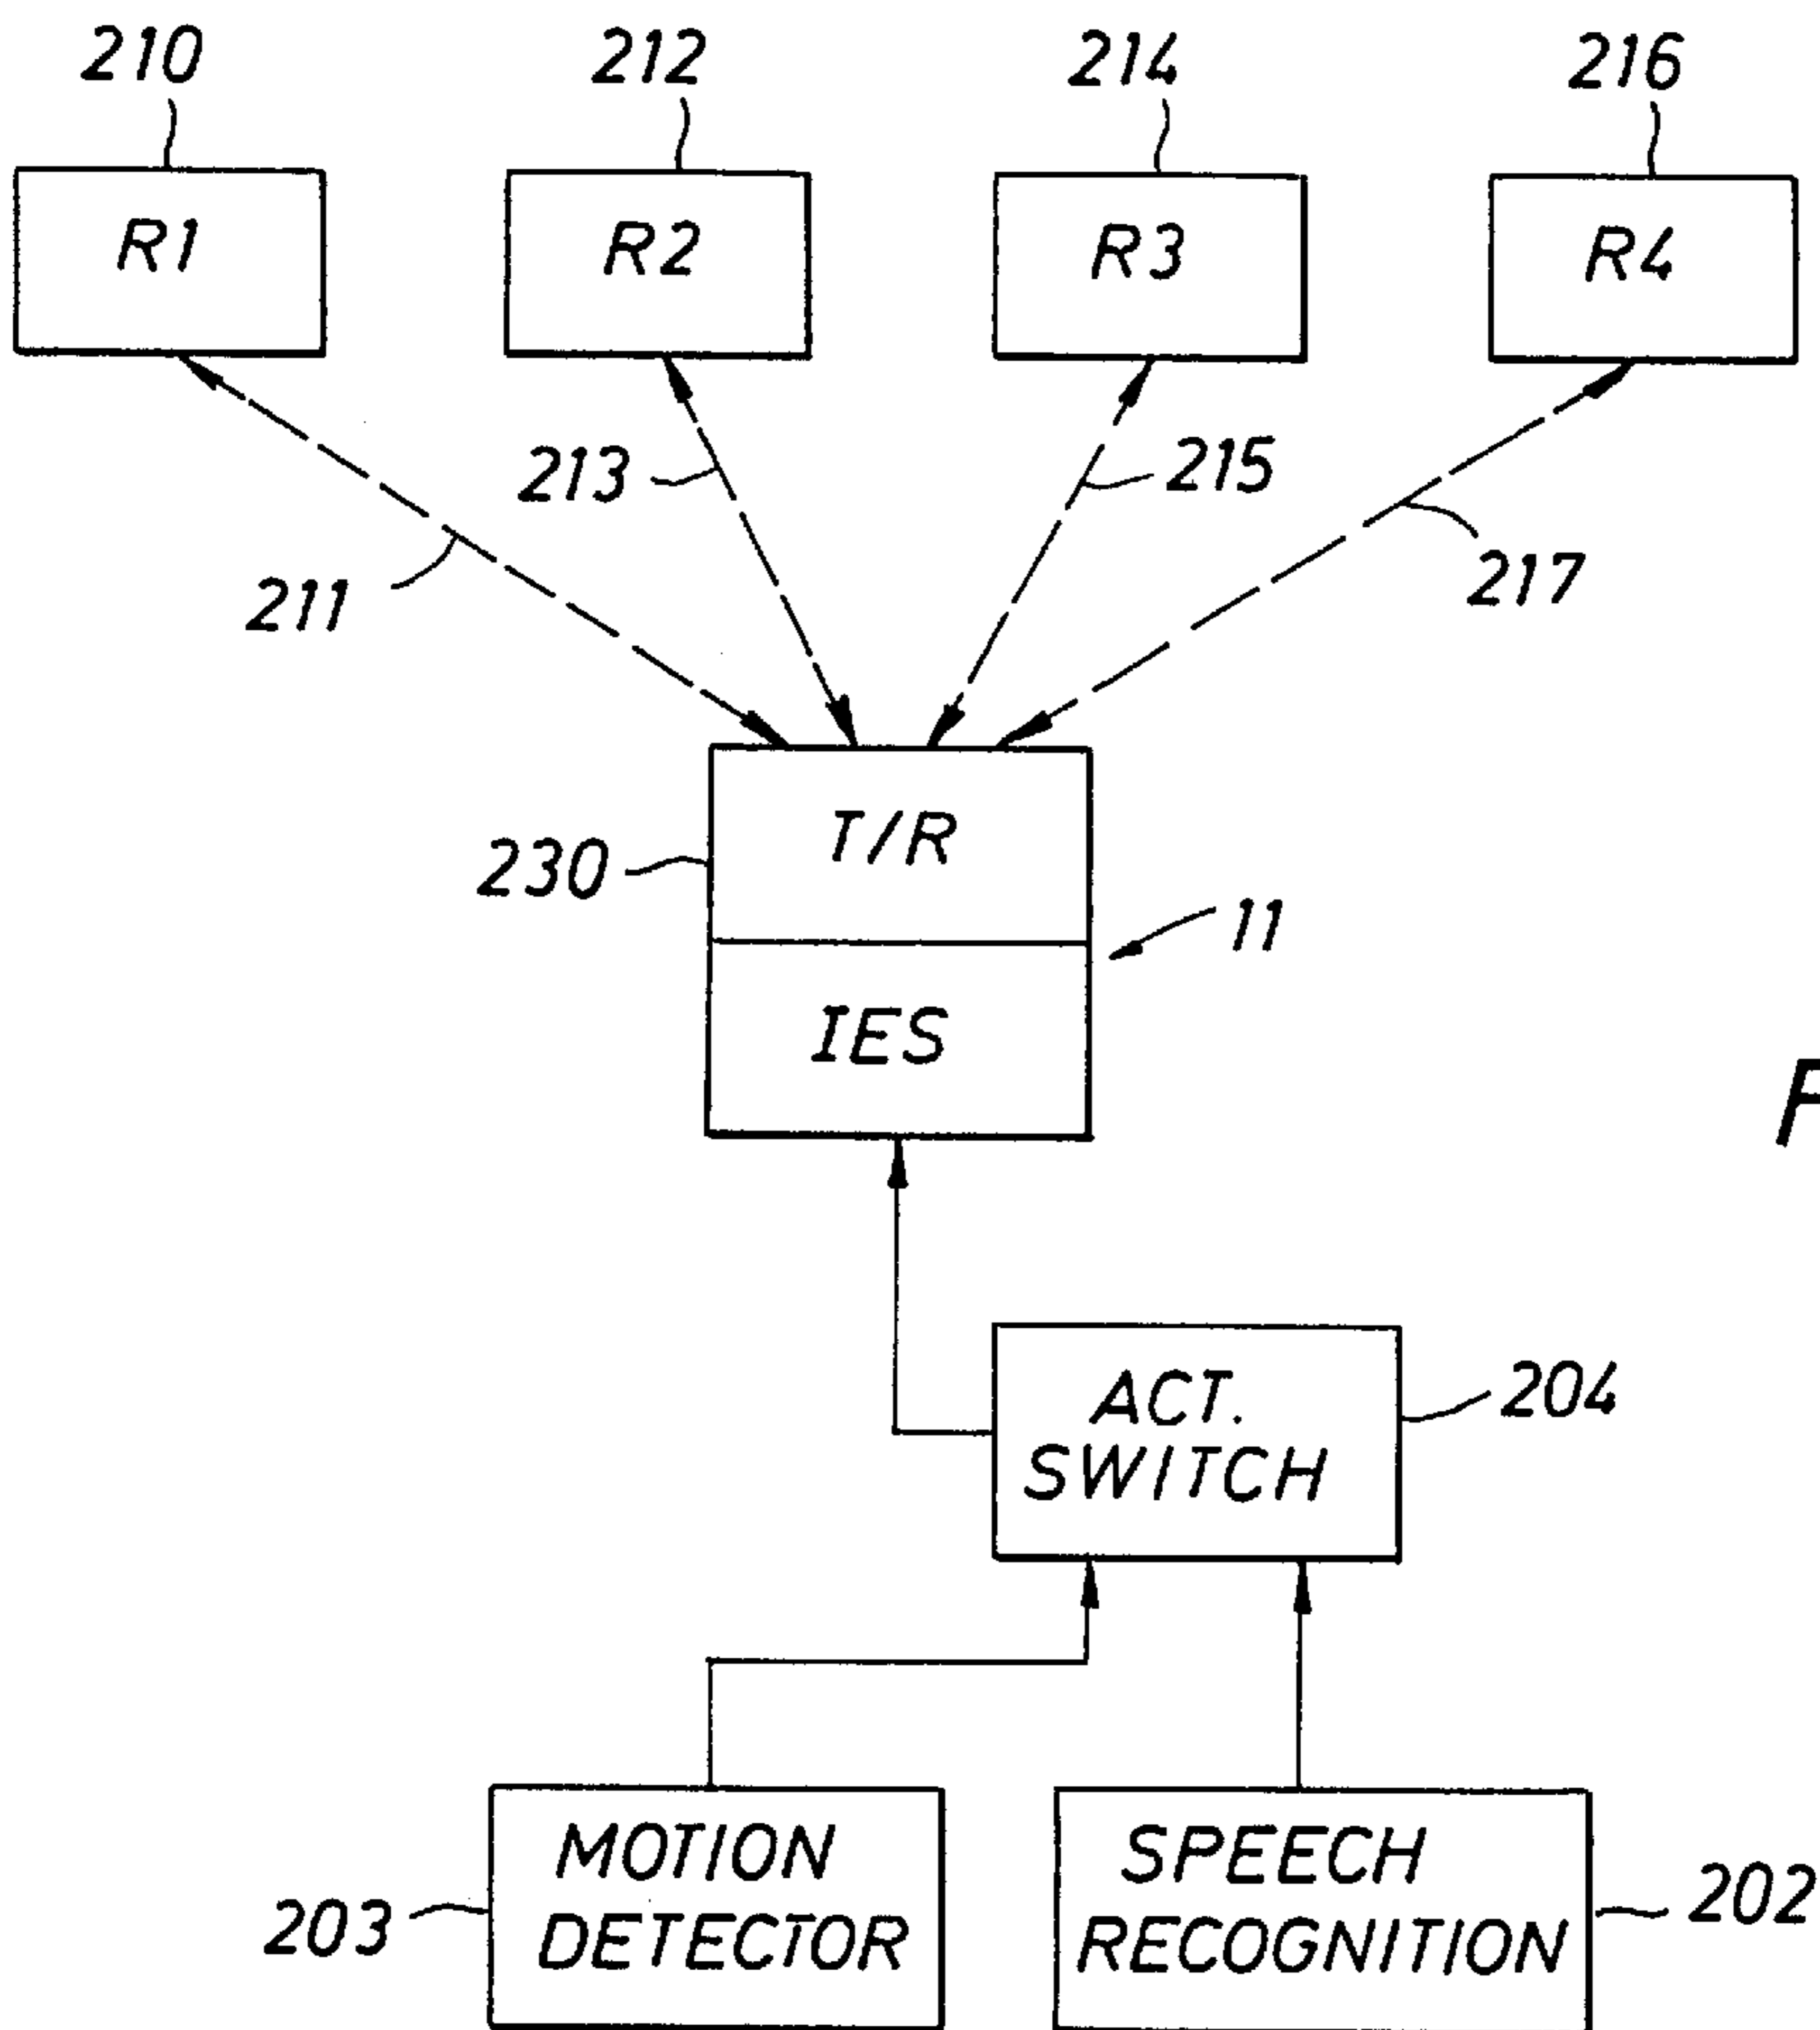 210 212 214 216
R1 R2 R3 R4
213 215
211 217
T/R
230
11
IES
F
ACT.
SWITCH
204
MOTION
DETECTOR
203
SPEECH
RECOGNITION
202